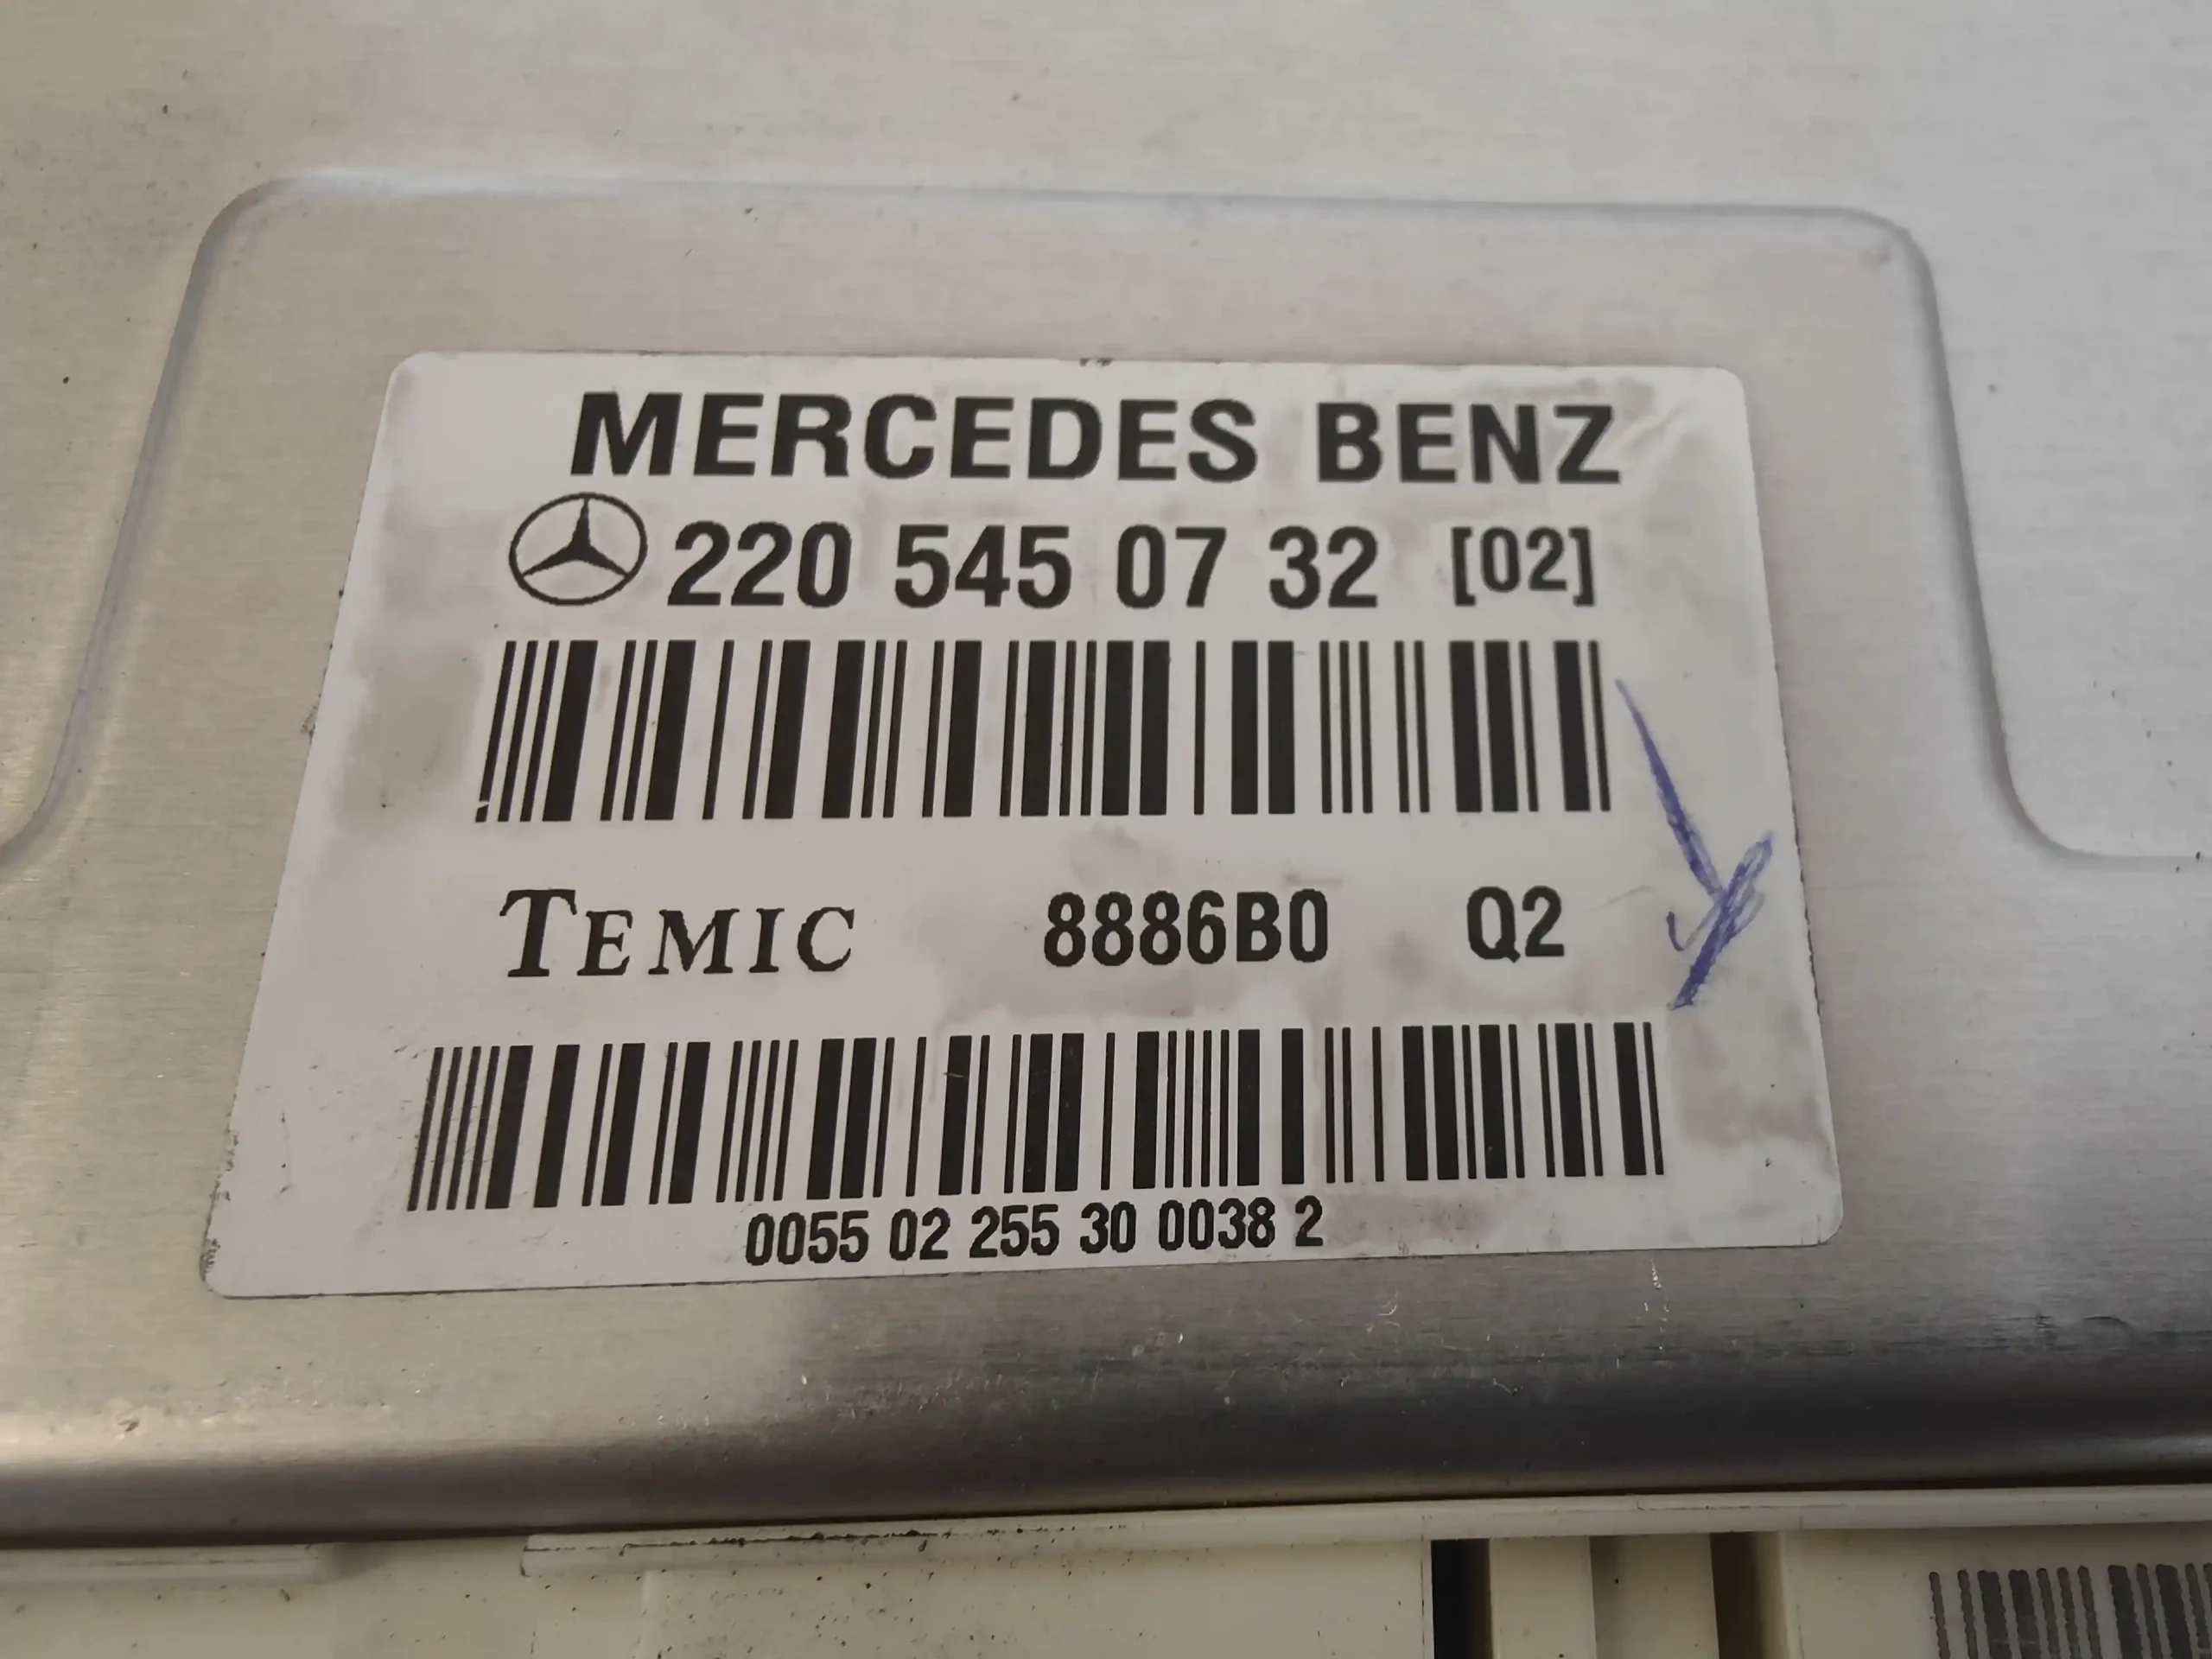 MERCEDES BENZ
220 545 07 32 [02]
TEMIC 8886B0 Q2
0055 02 255 30 0038 2